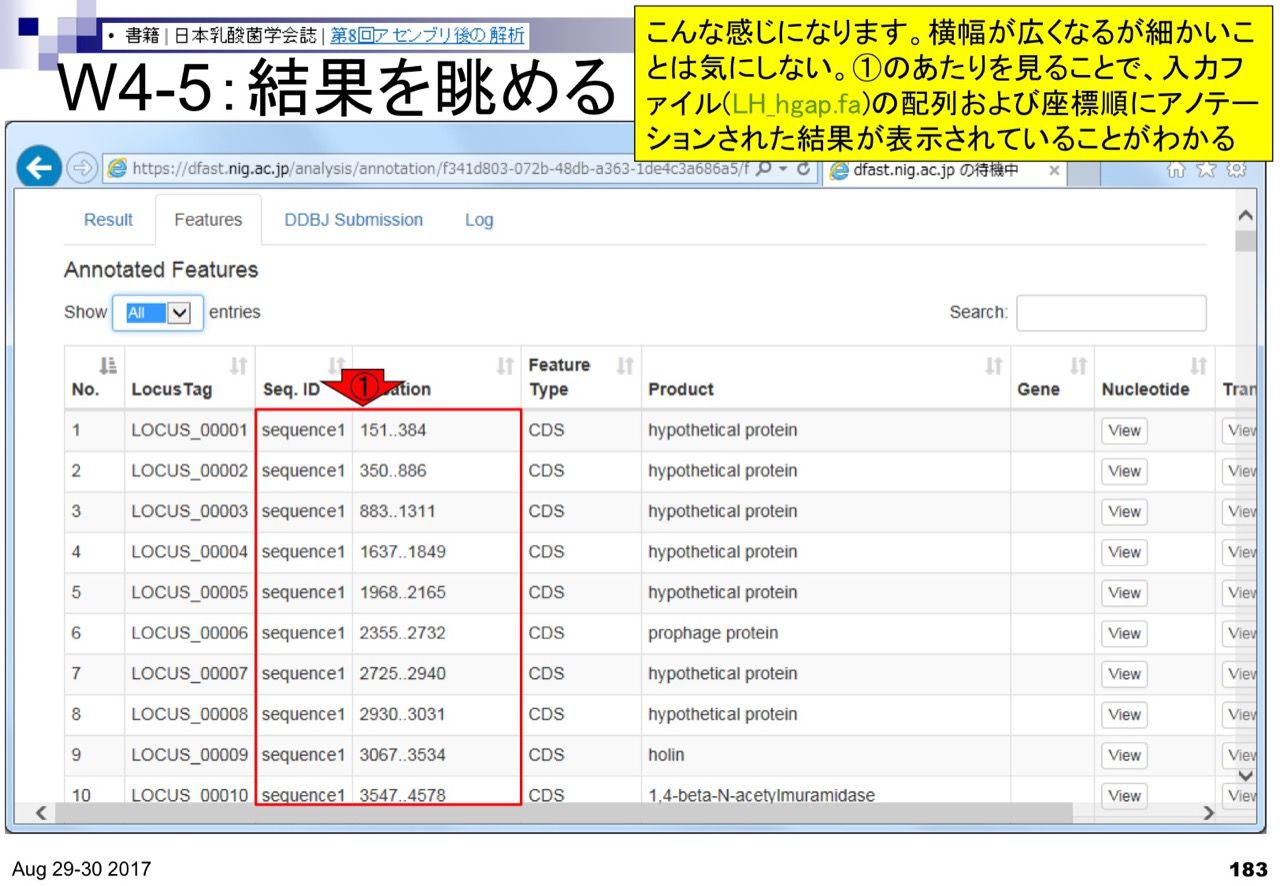 ・ 書籍 | 日本乳酸菌学会誌 | 第8回アセンブリ後の解析
W4-5：結果を眺める
こんな感じになります。横幅が広くなるが細かいこ
とは気にしない。①のあたりを見ることで、入力フ
ァイル(LH_hgap.fa)の配列および座標順にアノテー
ションされた結果が表示されていることがわかる
https://dfast.nig.ac.jp/analysis/annotation/f341d803-072b-48db-a363-1de4c3a686a5/f dfast.nig.ac.jp の待機中
Result Features DDBJ Submission Log
Annotated Features
Show All entries Search:
No. LocusTag Seq. ID ①ation Feature Type Product Gene Nucleotide Tran
1 LOCUS_00001 sequence1 151..384 CDS hypothetical protein View View
2 LOCUS_00002 sequence1 350..886 CDS hypothetical protein View View
3 LOCUS_00003 sequence1 883..1311 CDS hypothetical protein View View
4 LOCUS_00004 sequence1 1637..1849 CDS hypothetical protein View View
5 LOCUS_00005 sequence1 1968..2165 CDS hypothetical protein View View
6 LOCUS_00006 sequence1 2355..2732 CDS prophage protein View View
7 LOCUS_00007 sequence1 2725..2940 CDS hypothetical protein View View
8 LOCUS_00008 sequence1 2930..3031 CDS hypothetical protein View View
9 LOCUS_00009 sequence1 3067..3534 CDS holin View View
10 LOCUS_00010 sequence1 3547..4578 CDS 1,4-beta-N-acetylmuramidase View View
Aug 29-30 2017
183